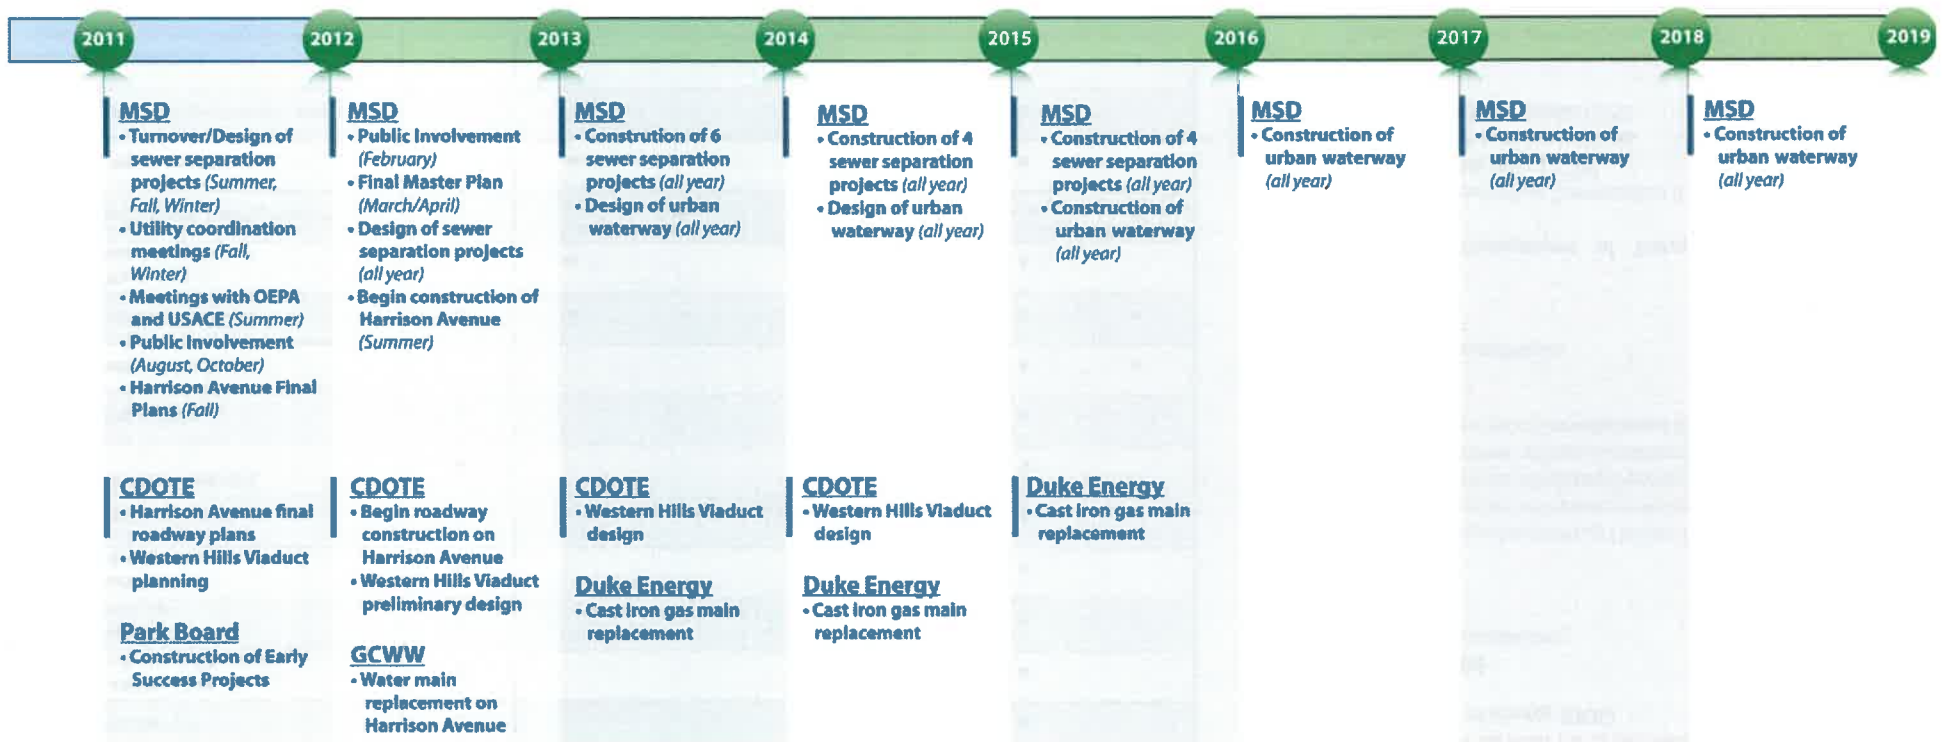 2011
2012
2013
2014
2015
2016
2017
2018
2019
MSD
• Turnover/Design of
sewer separation
projects (Summer,
Fall, Winter)
• Utility coordination
meetings (Fall,
Winter)
• Meetings with OEPA
and USACE (Summer)
• Public Involvement
(August, October)
• Harrison Avenue Final
Plans (Fall)
MSD
• Public Involvement
(February)
• Final Master Plan
(March/April)
• Design of sewer
separation projects
(all year)
• Begin construction of
Harrison Avenue
(Summer)
MSD
• Constrution of 6
sewer separation
projects (all year)
• Design of urban
waterway (all year)
MSD
• Construction of 4
sewer separation
projects (all year)
• Design of urban
waterway (all year)
MSD
• Construction of 4
sewer separation
projects (all year)
• Construction of
urban waterway
(all year)
MSD
• Construction of
urban waterway
(all year)
MSD
• Construction of
urban waterway
(all year)
MSD
• Construction of
urban waterway
(all year)
CDOTE
• Harrison Avenue final
roadway plans
• Western Hills Viaduct
planning
Park Board
• Construction of Early
Success Projects
CDOTE
• Begin roadway
construction on
Harrison Avenue
• Western Hills Viaduct
preliminary design
GCWW
• Water main
replacement on
Harrison Avenue
CDOTE
• Western Hills Viaduct
design
Duke Energy
• Cast iron gas main
replacement
CDOTE
• Western Hills Viaduct
design
Duke Energy
• Cast iron gas main
replacement
Duke Energy
• Cast iron gas main
replacement